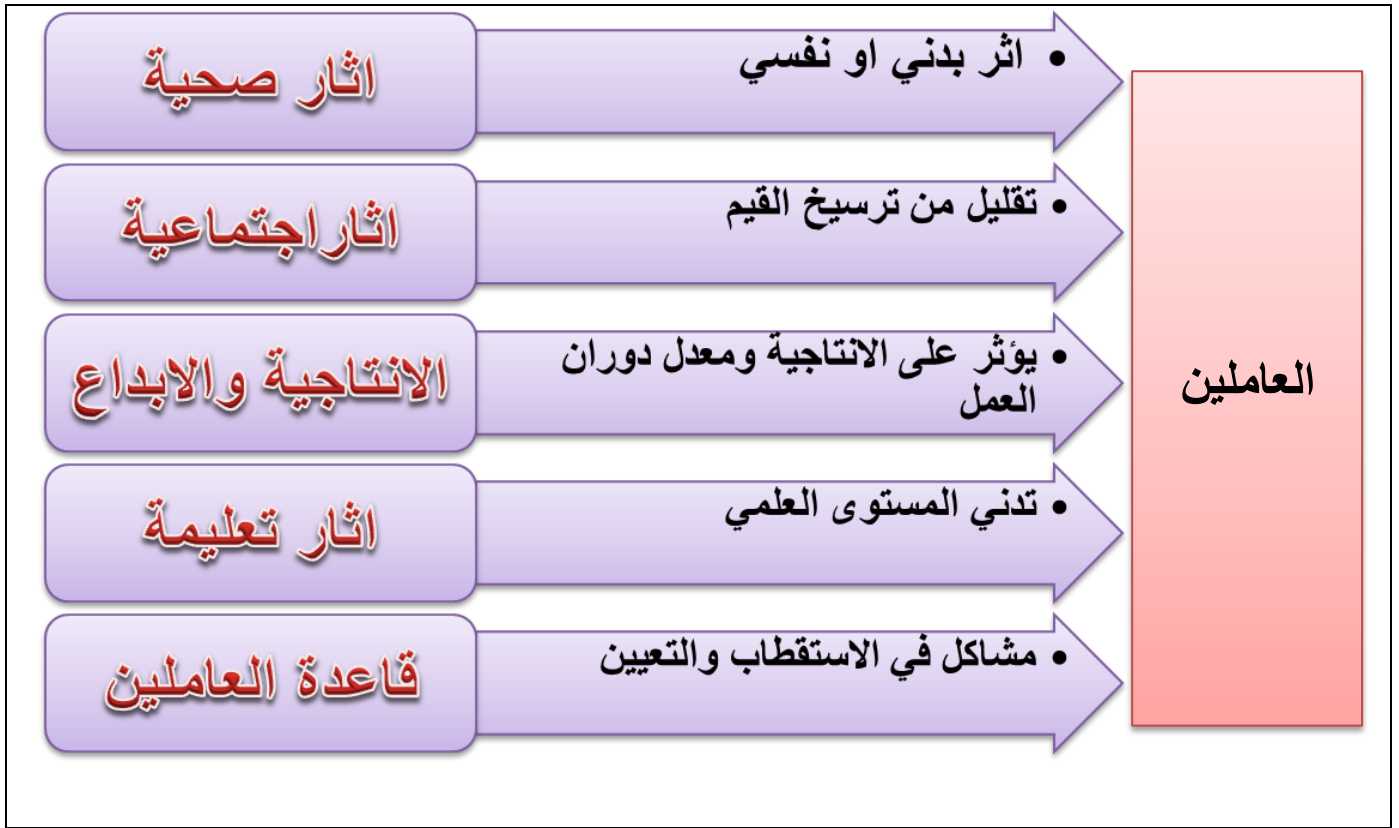 اثار صحية
• اثر بدني او نفسي
اثاراجتماعية
• تقليل من ترسيخ القيم
الانتاجية والابداع
• يؤثر على الانتاجية ومعدل دوران
العمل
اثار تعليمة
• تدني المستوى العلمي
قاعدة العاملين
• مشاكل في الاستقطاب والتعيين
العاملين